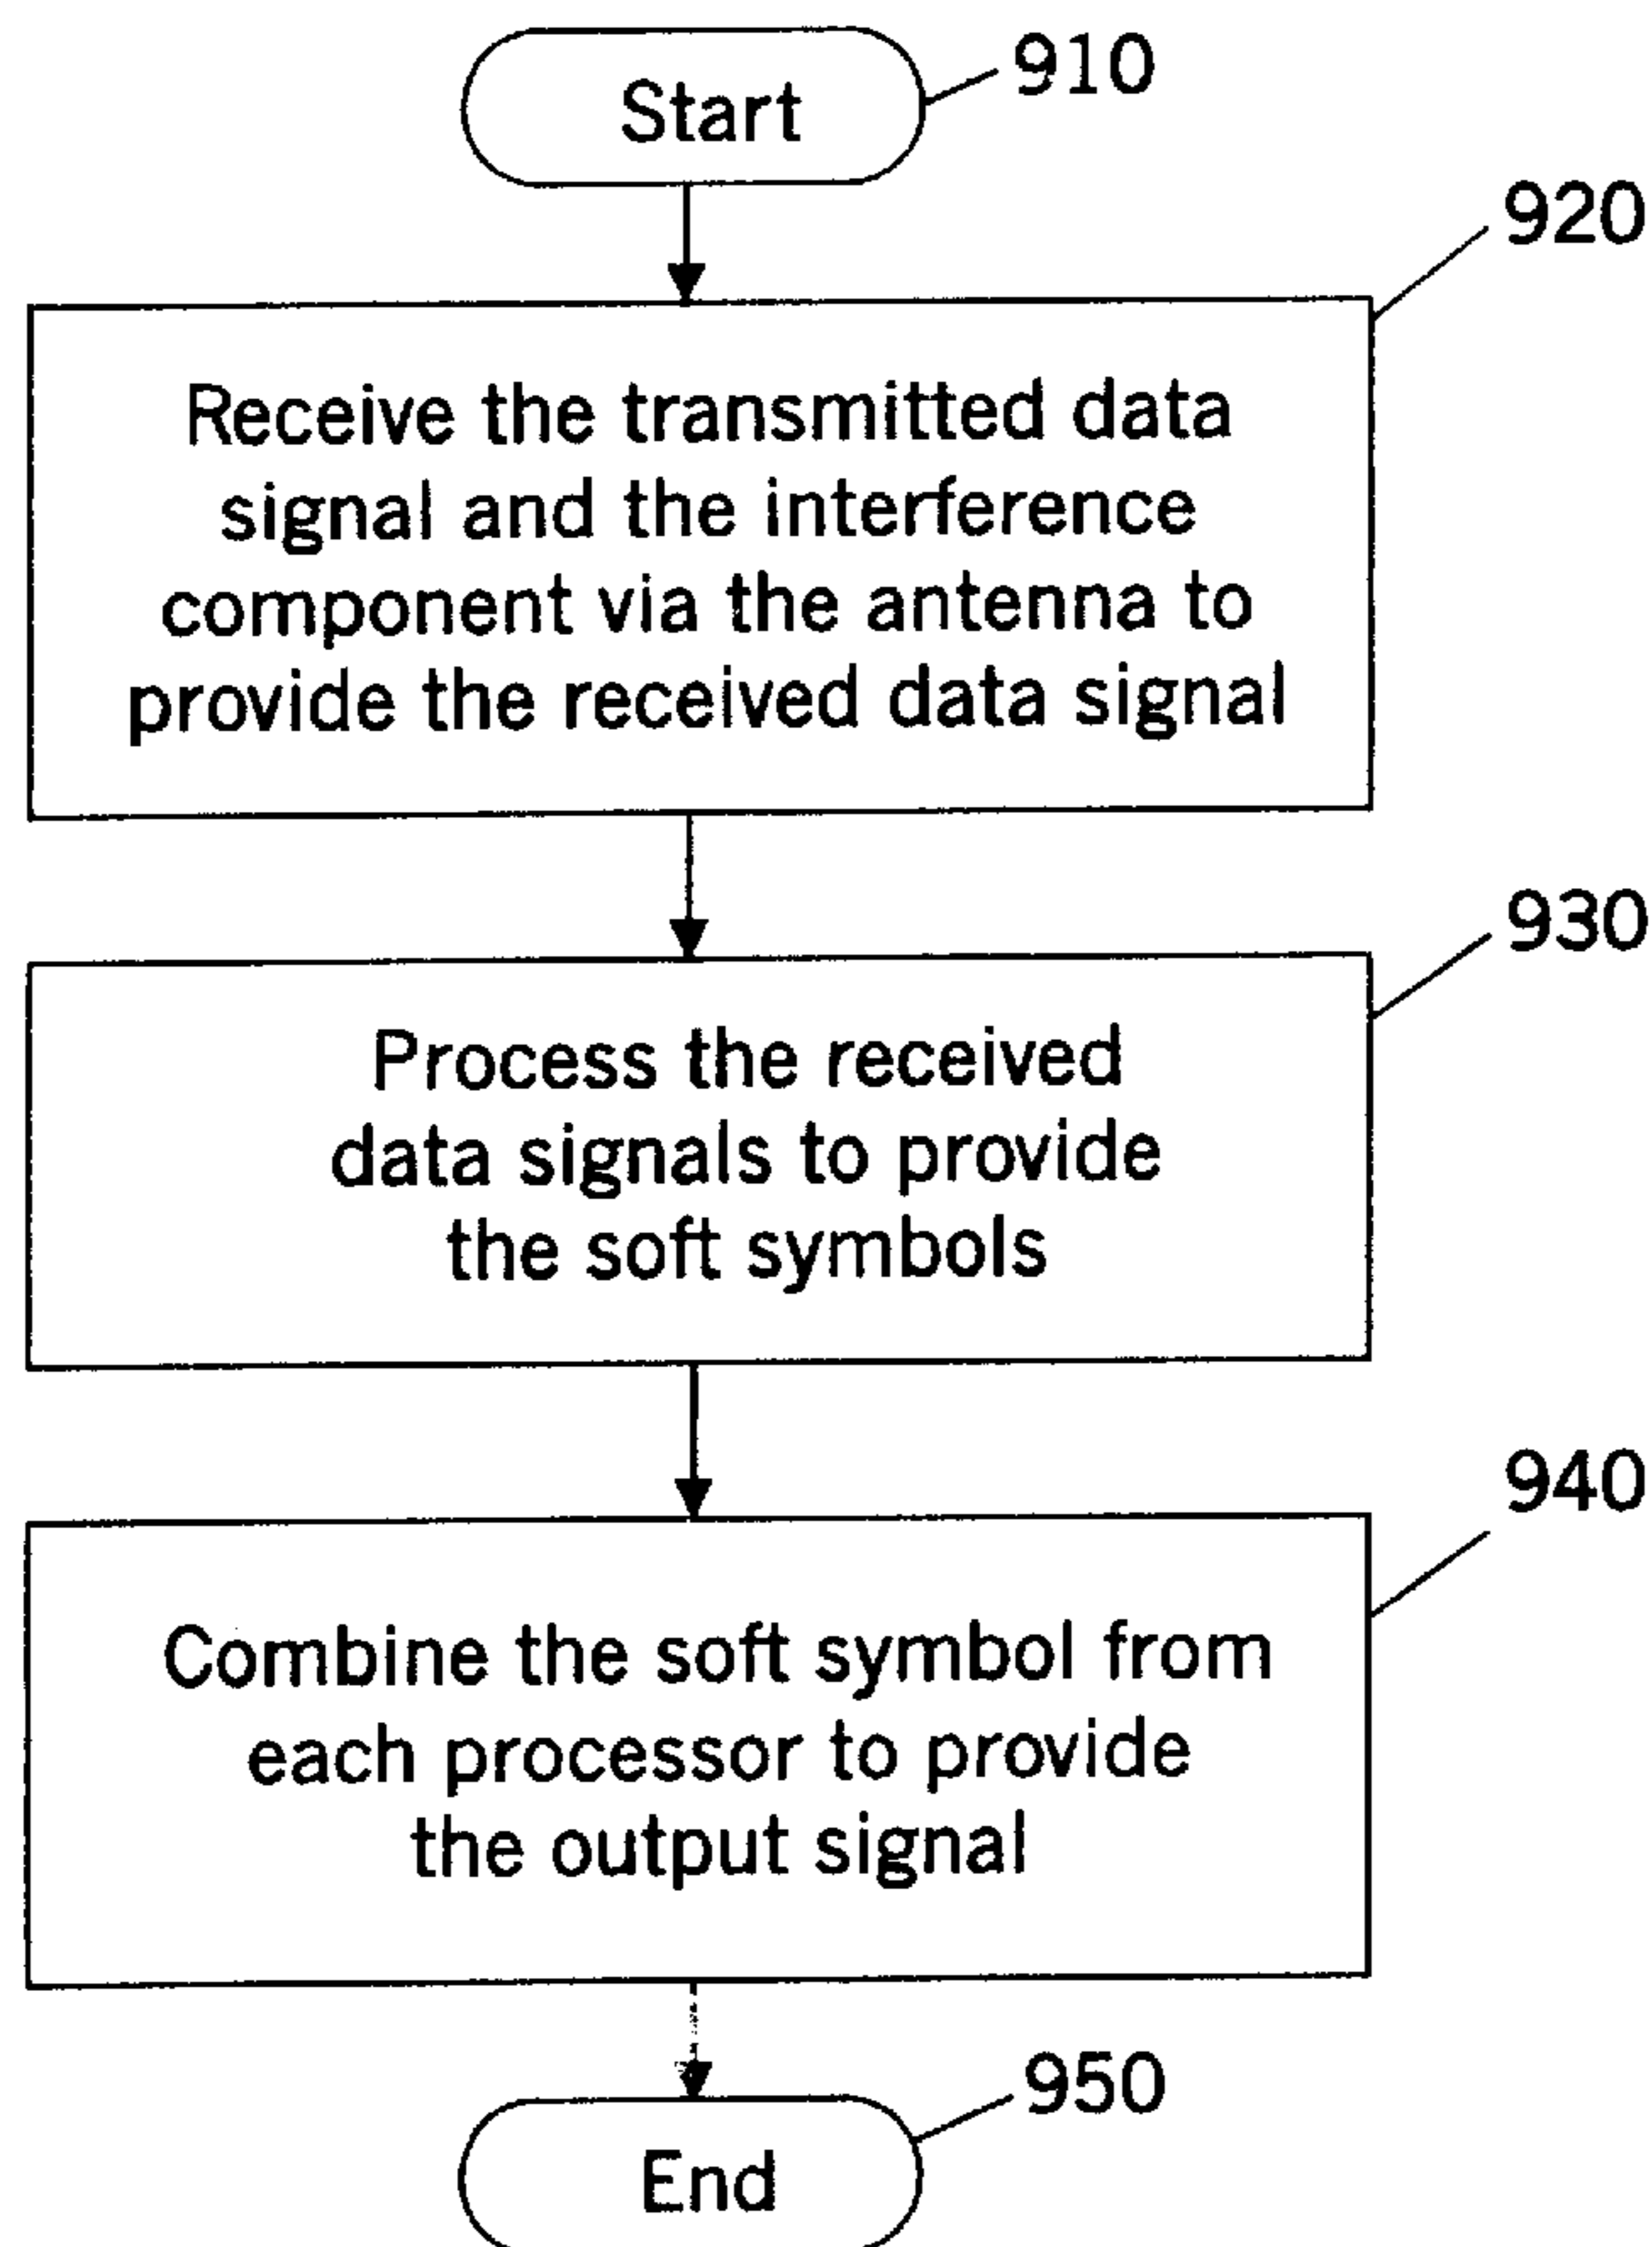 Start
910
920
Receive the transmitted data
signal and the interference
component via the antenna to
provide the received data signal
930
Process the received
data signals to provide
the soft symbols
940
Combine the soft symbol from
each processor to provide
the output signal
950
End